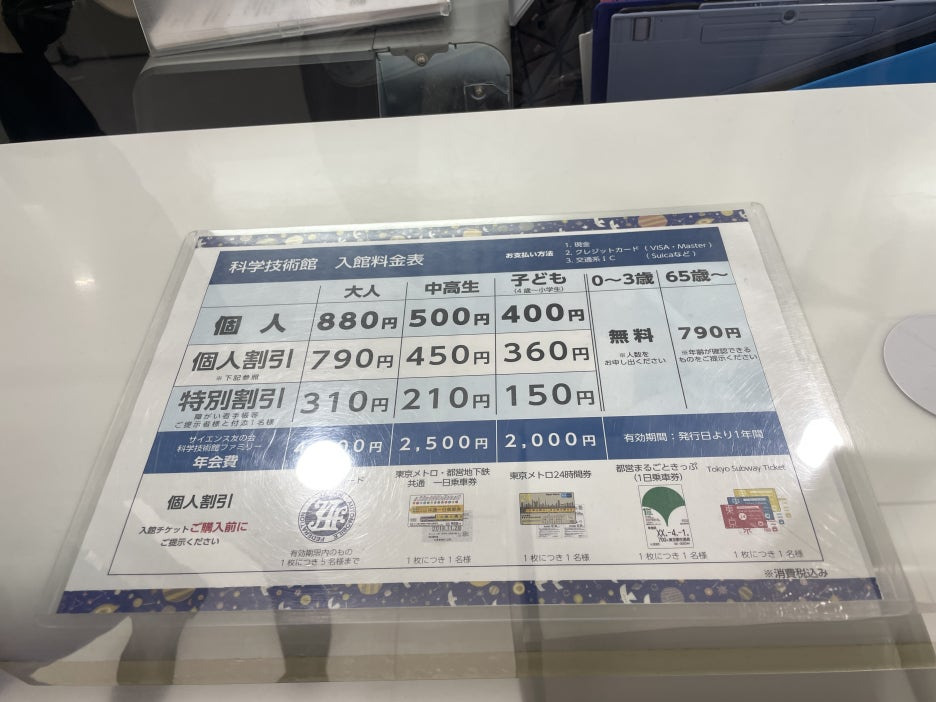 科学技術館 入館料金表
お支払い方法
1. 現金
2. クレジットカード ( VISA・Master )
3. 交通系IC (Suicaなど)
大人 中高生 子ども 0〜3歳 65歳〜
(4歳〜小学生)
個人 880円 500円 400円 無料 790円
※人数を
お申し出ください
※年齢が確認できる
ものをご提示ください
個人割引 790円 450円 360円
※下記参照
特別割引 310円 210円 150円
障がい者手帳等
ご提示者様と付添1名様
サイエンス友の会
科学技術館ファミリー
年会費 00円 2,500円 2,000円 有効期間：発行日より1年間
個人割引
入館チケットご購入前に
ご提示ください
ード
有効期限内のもの
1枚につき5名様まで
東京メトロ・都営地下鉄
共通 一日乗車券
1枚につき1名様
東京メトロ24時間券
1枚につき1名様
都営まるごときっぷ
(1日乗車券)
XX.-4.-1.
1枚につき1名様
Tokyo Subway Ticket
1枚につき1名様
※消費税込み